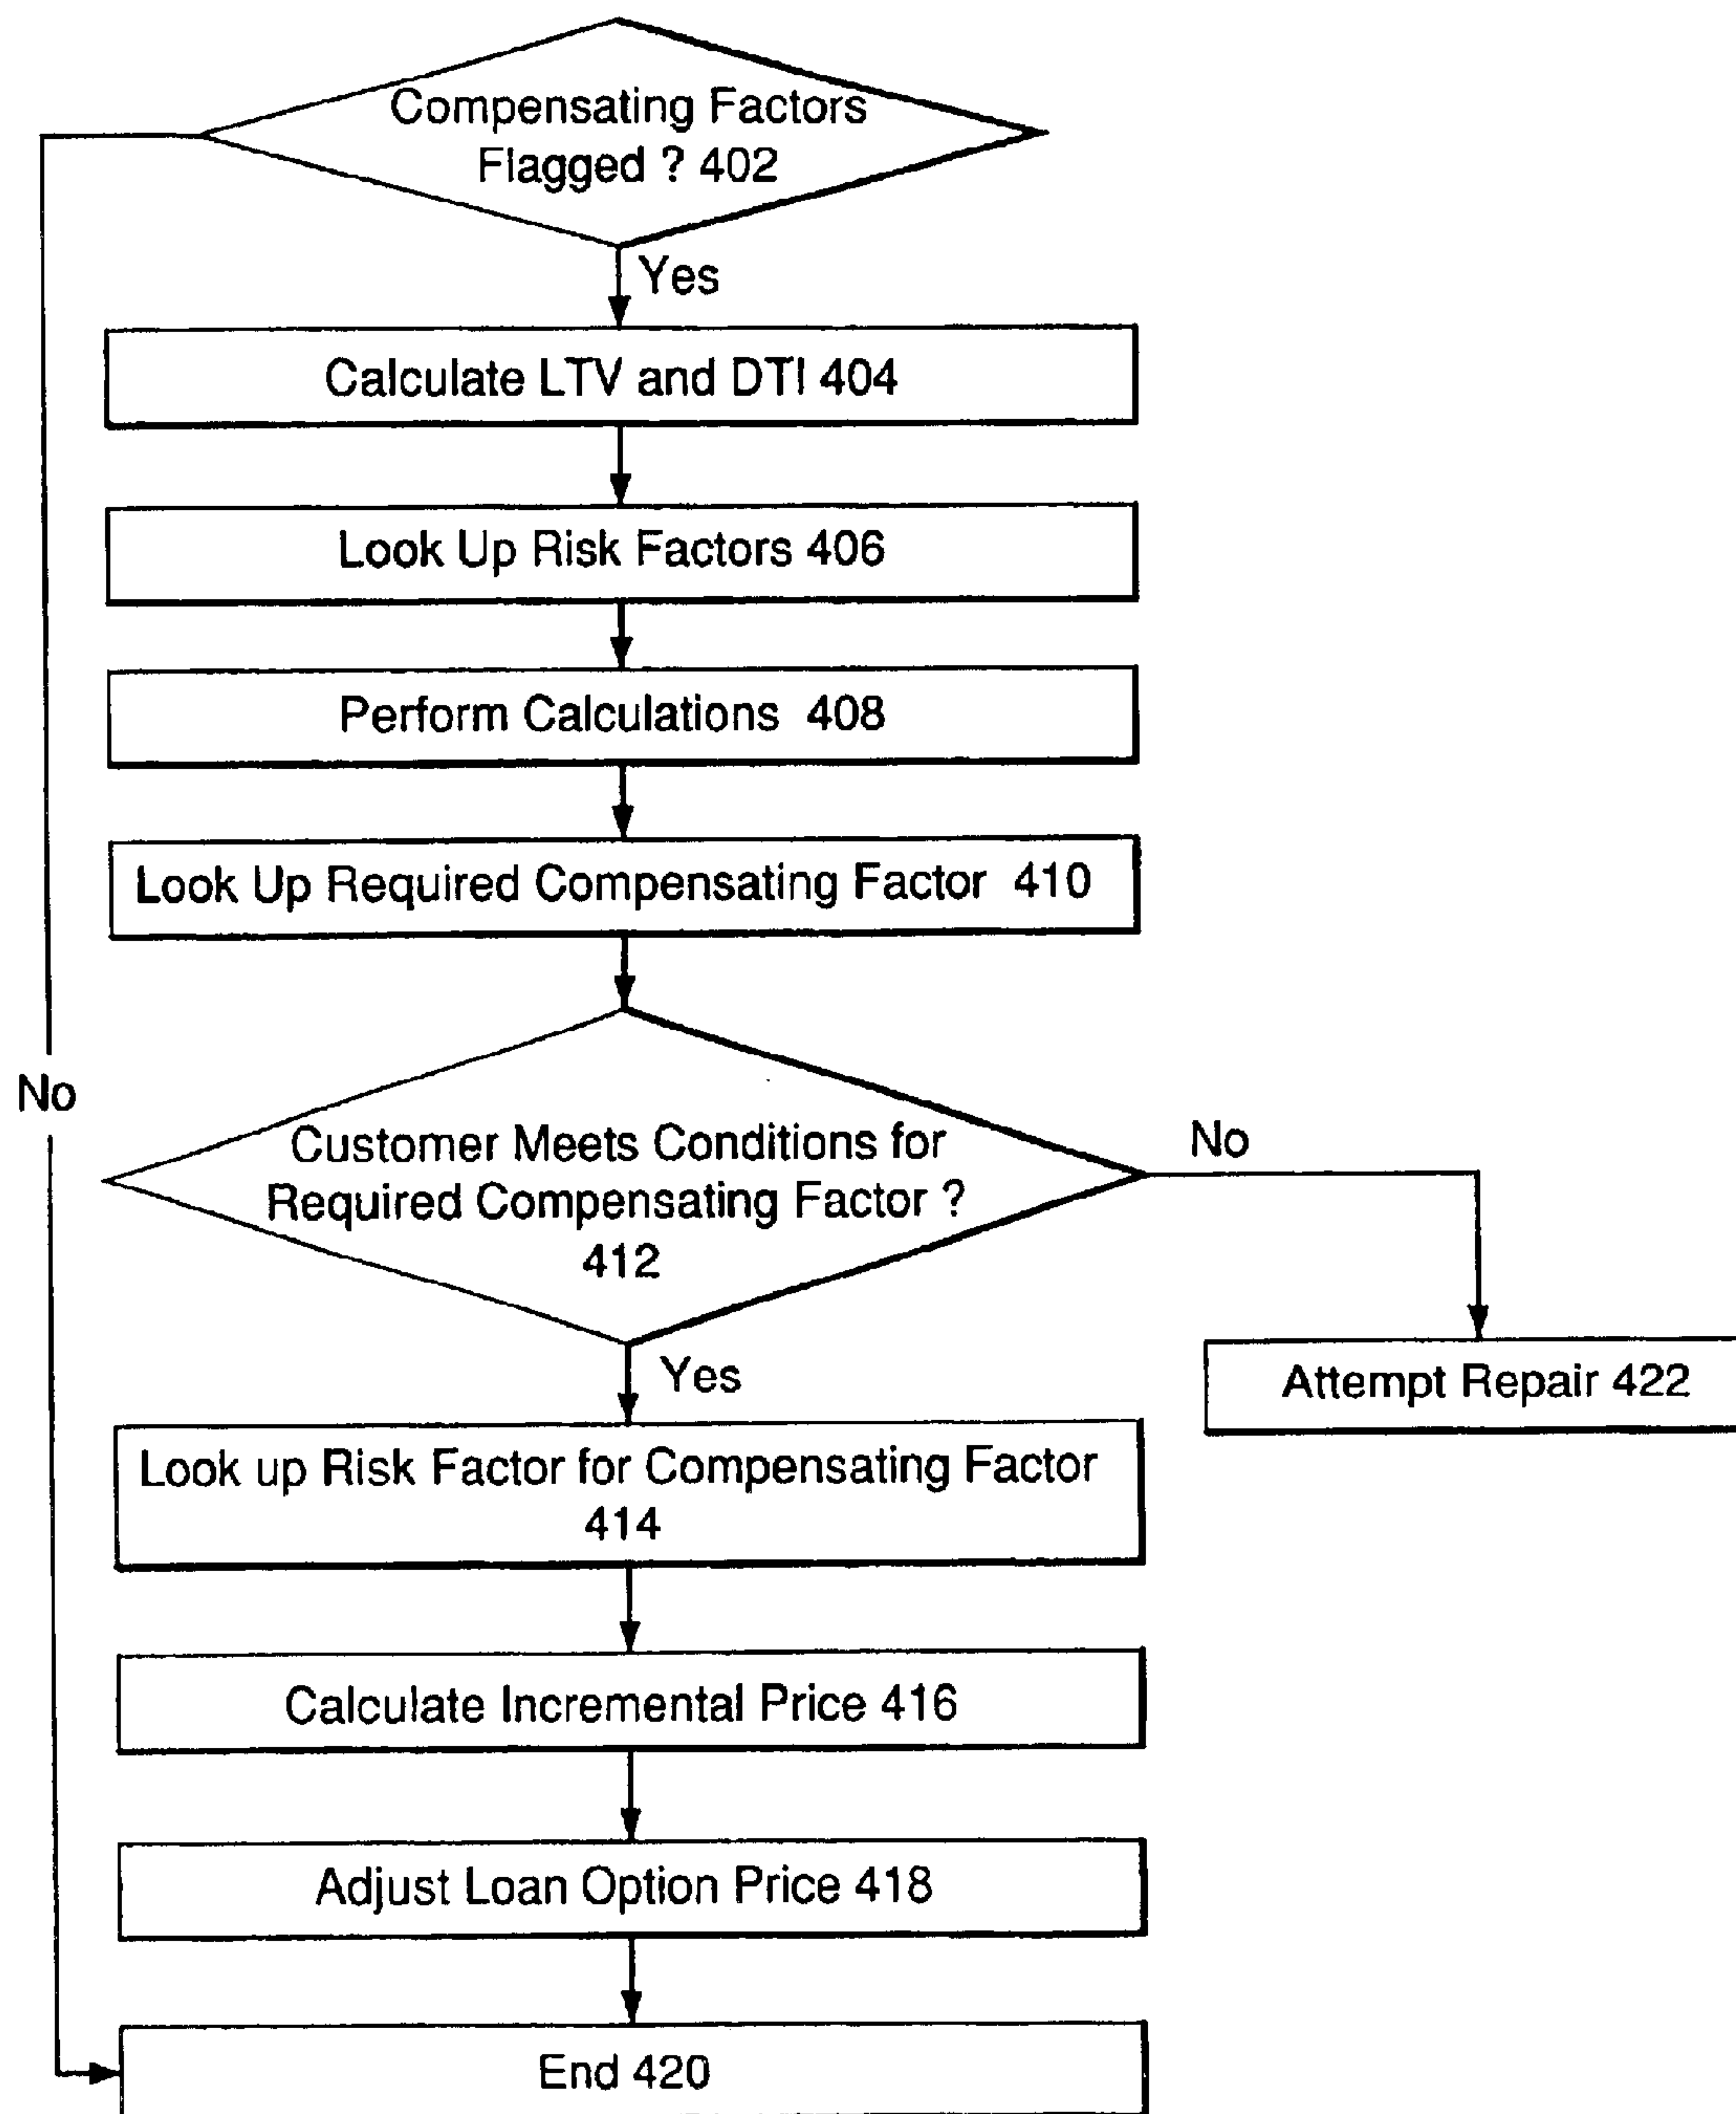 Compensating Factors
Flagged ? 402
Yes
Calculate LTV and DTI 404
Look Up Risk Factors 406
Perform Calculations 408
Look Up Required Compensating Factor 410
No
Customer Meets Conditions for
Required Compensating Factor ?
412
No
Yes
Attempt Repair 422
Look up Risk Factor for Compensating Factor
414
Calculate Incremental Price 416
Adjust Loan Option Price 418
End 420